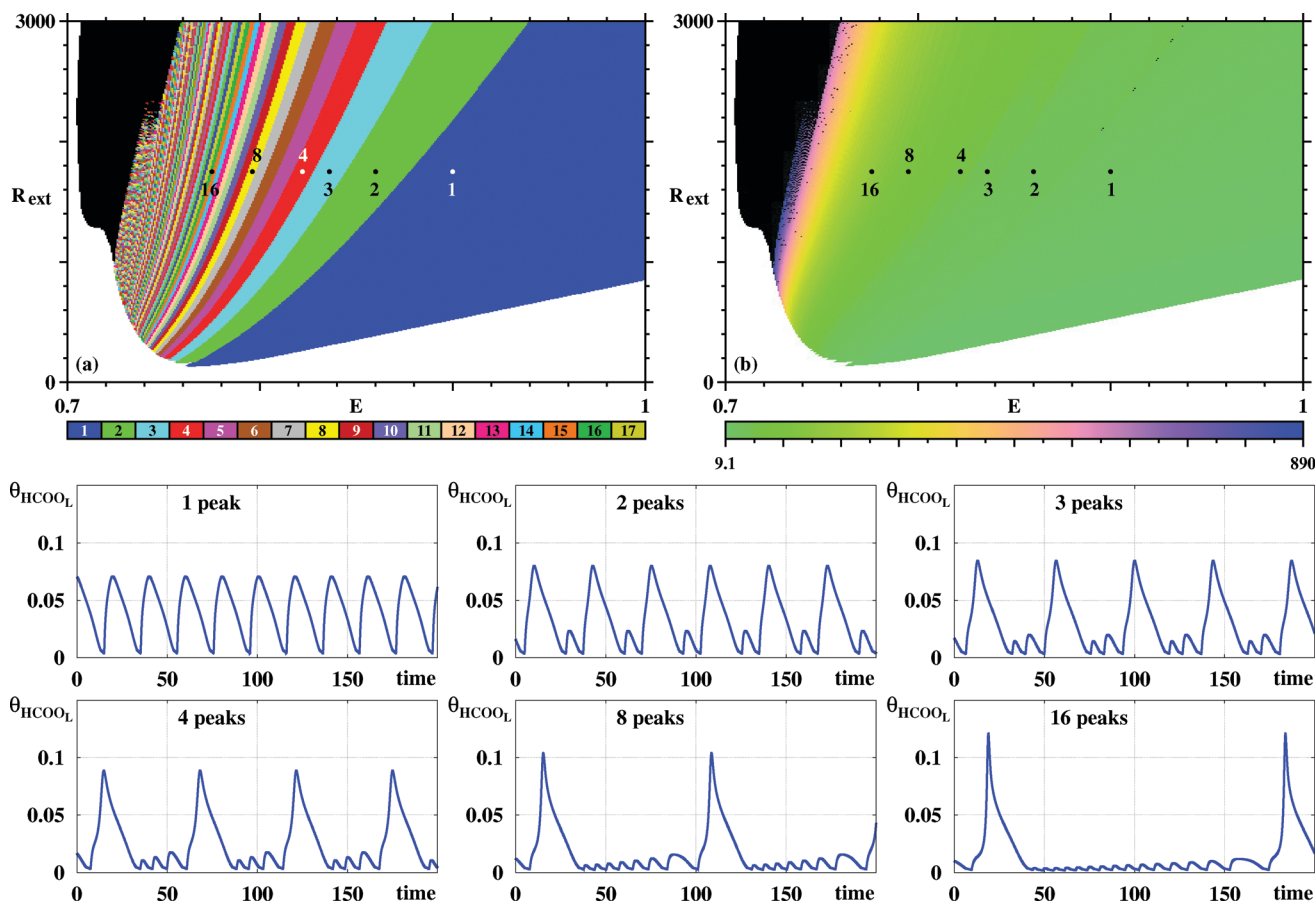 3000
R ext
0
0.7
E
1
(a)
16
8
4
3
2
1
1 2 3 4 5 6 7 8 9 10 11 12 13 14 15 16 17
3000
R ext
0
0.7
E
1
(b)
16
8
4
3
2
1
9.1
890
θHCOOL
1 peak
0.1
0.05
0
0 50 100 150 time
θHCOOL
2 peaks
0.1
0.05
0
0 50 100 150 time
θHCOOL
3 peaks
0.1
0.05
0
0 50 100 150 time
θHCOOL
4 peaks
0.1
0.05
0
0 50 100 150 time
θHCOOL
8 peaks
0.1
0.05
0
0 50 100 150 time
θHCOOL
16 peaks
0.1
0.05
0
0 50 100 150 time